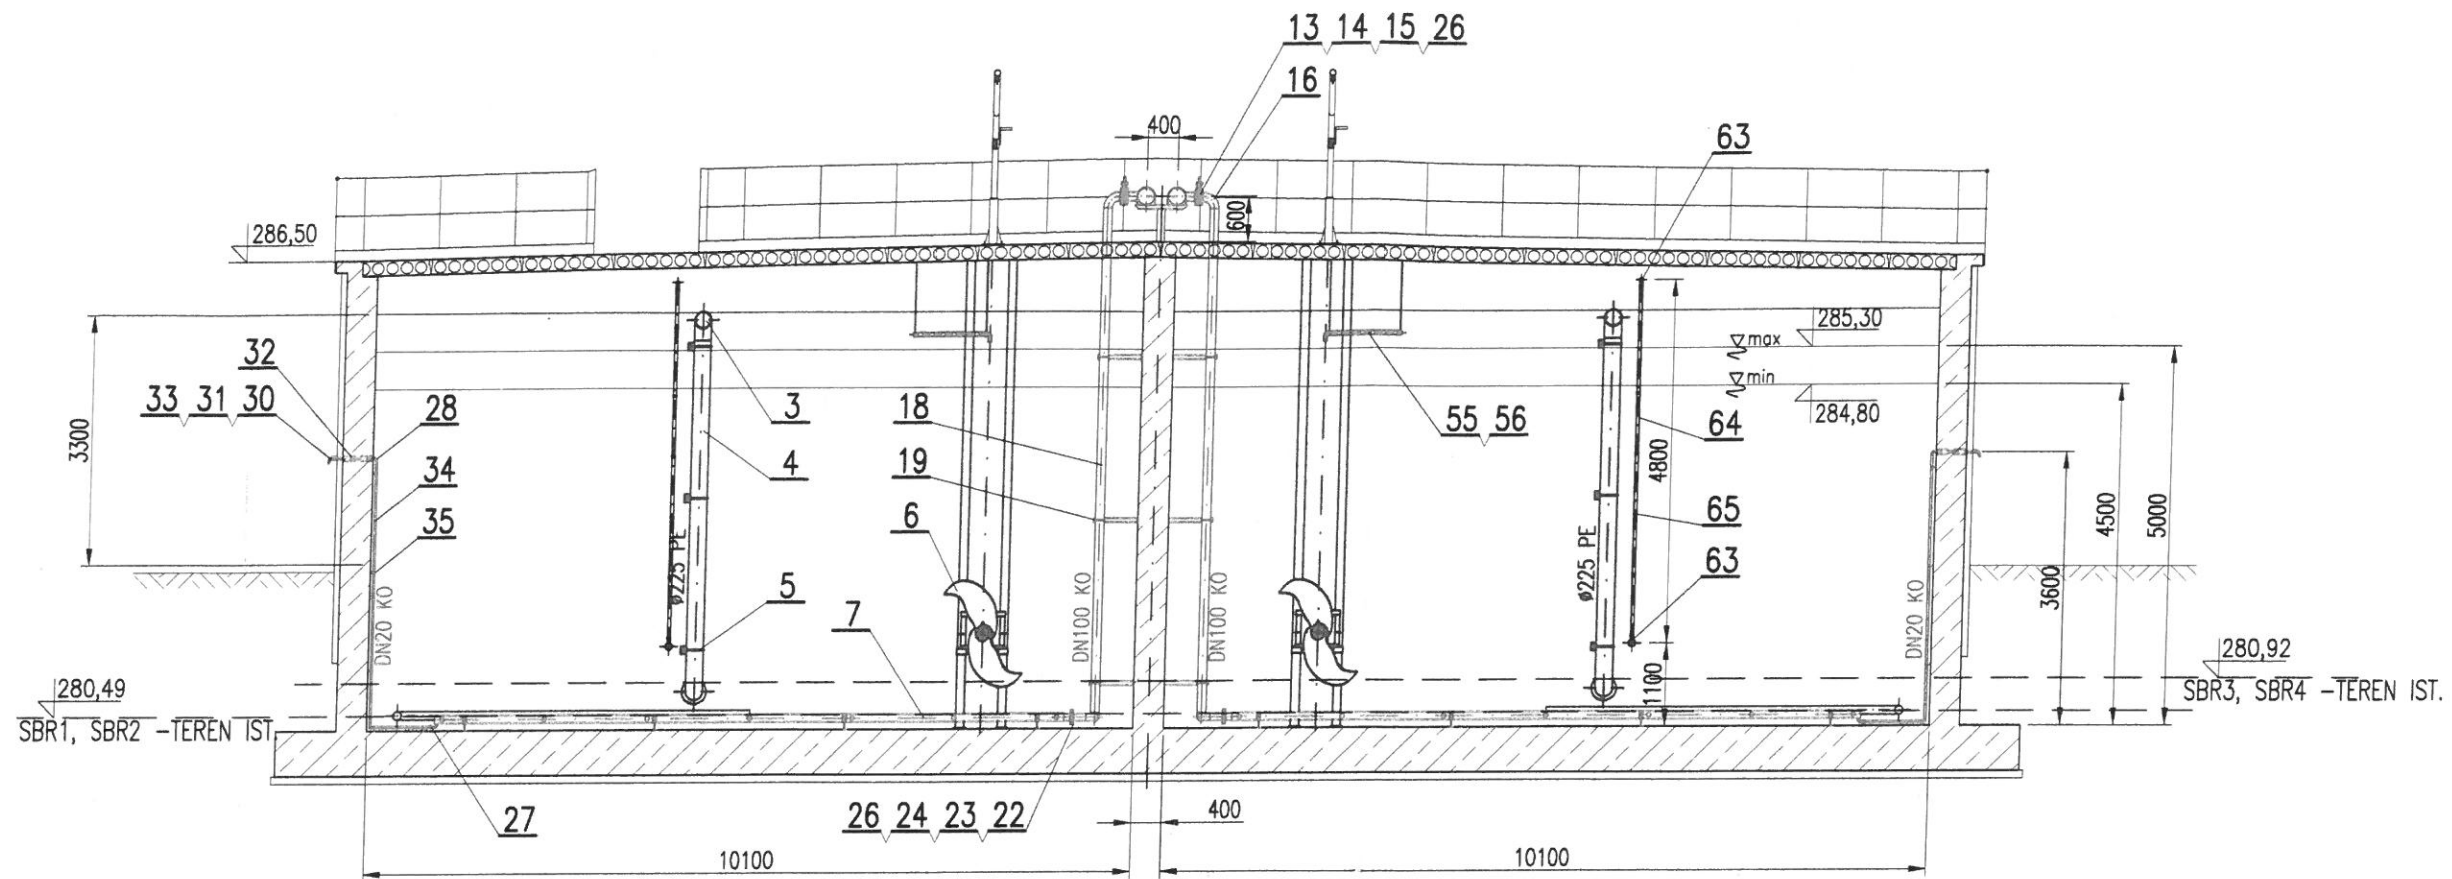 13 14 15 26
16
400
63
600
286,50
285,30
max
min
284,80
32
33 31 30
28
3
18
55 56
64
3300
4800
34
4
19
65
4500
5000
35
6
63
ø225 PE
ø225 PE
3600
DN20 KO
5
7
DN100 KO
DN100 KO
DN20 KO
1100
280,92
280,49
SBR3, SBR4 -TEREN IST.
SBR1, SBR2 -TEREN IST
27
26 24 23 22
400
10100
10100